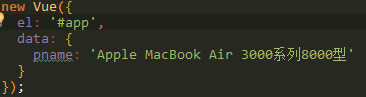 new Vue({
  el: '#app',
  data: {
    pname: 'Apple MacBook Air 3000系列8000型'
  }
});